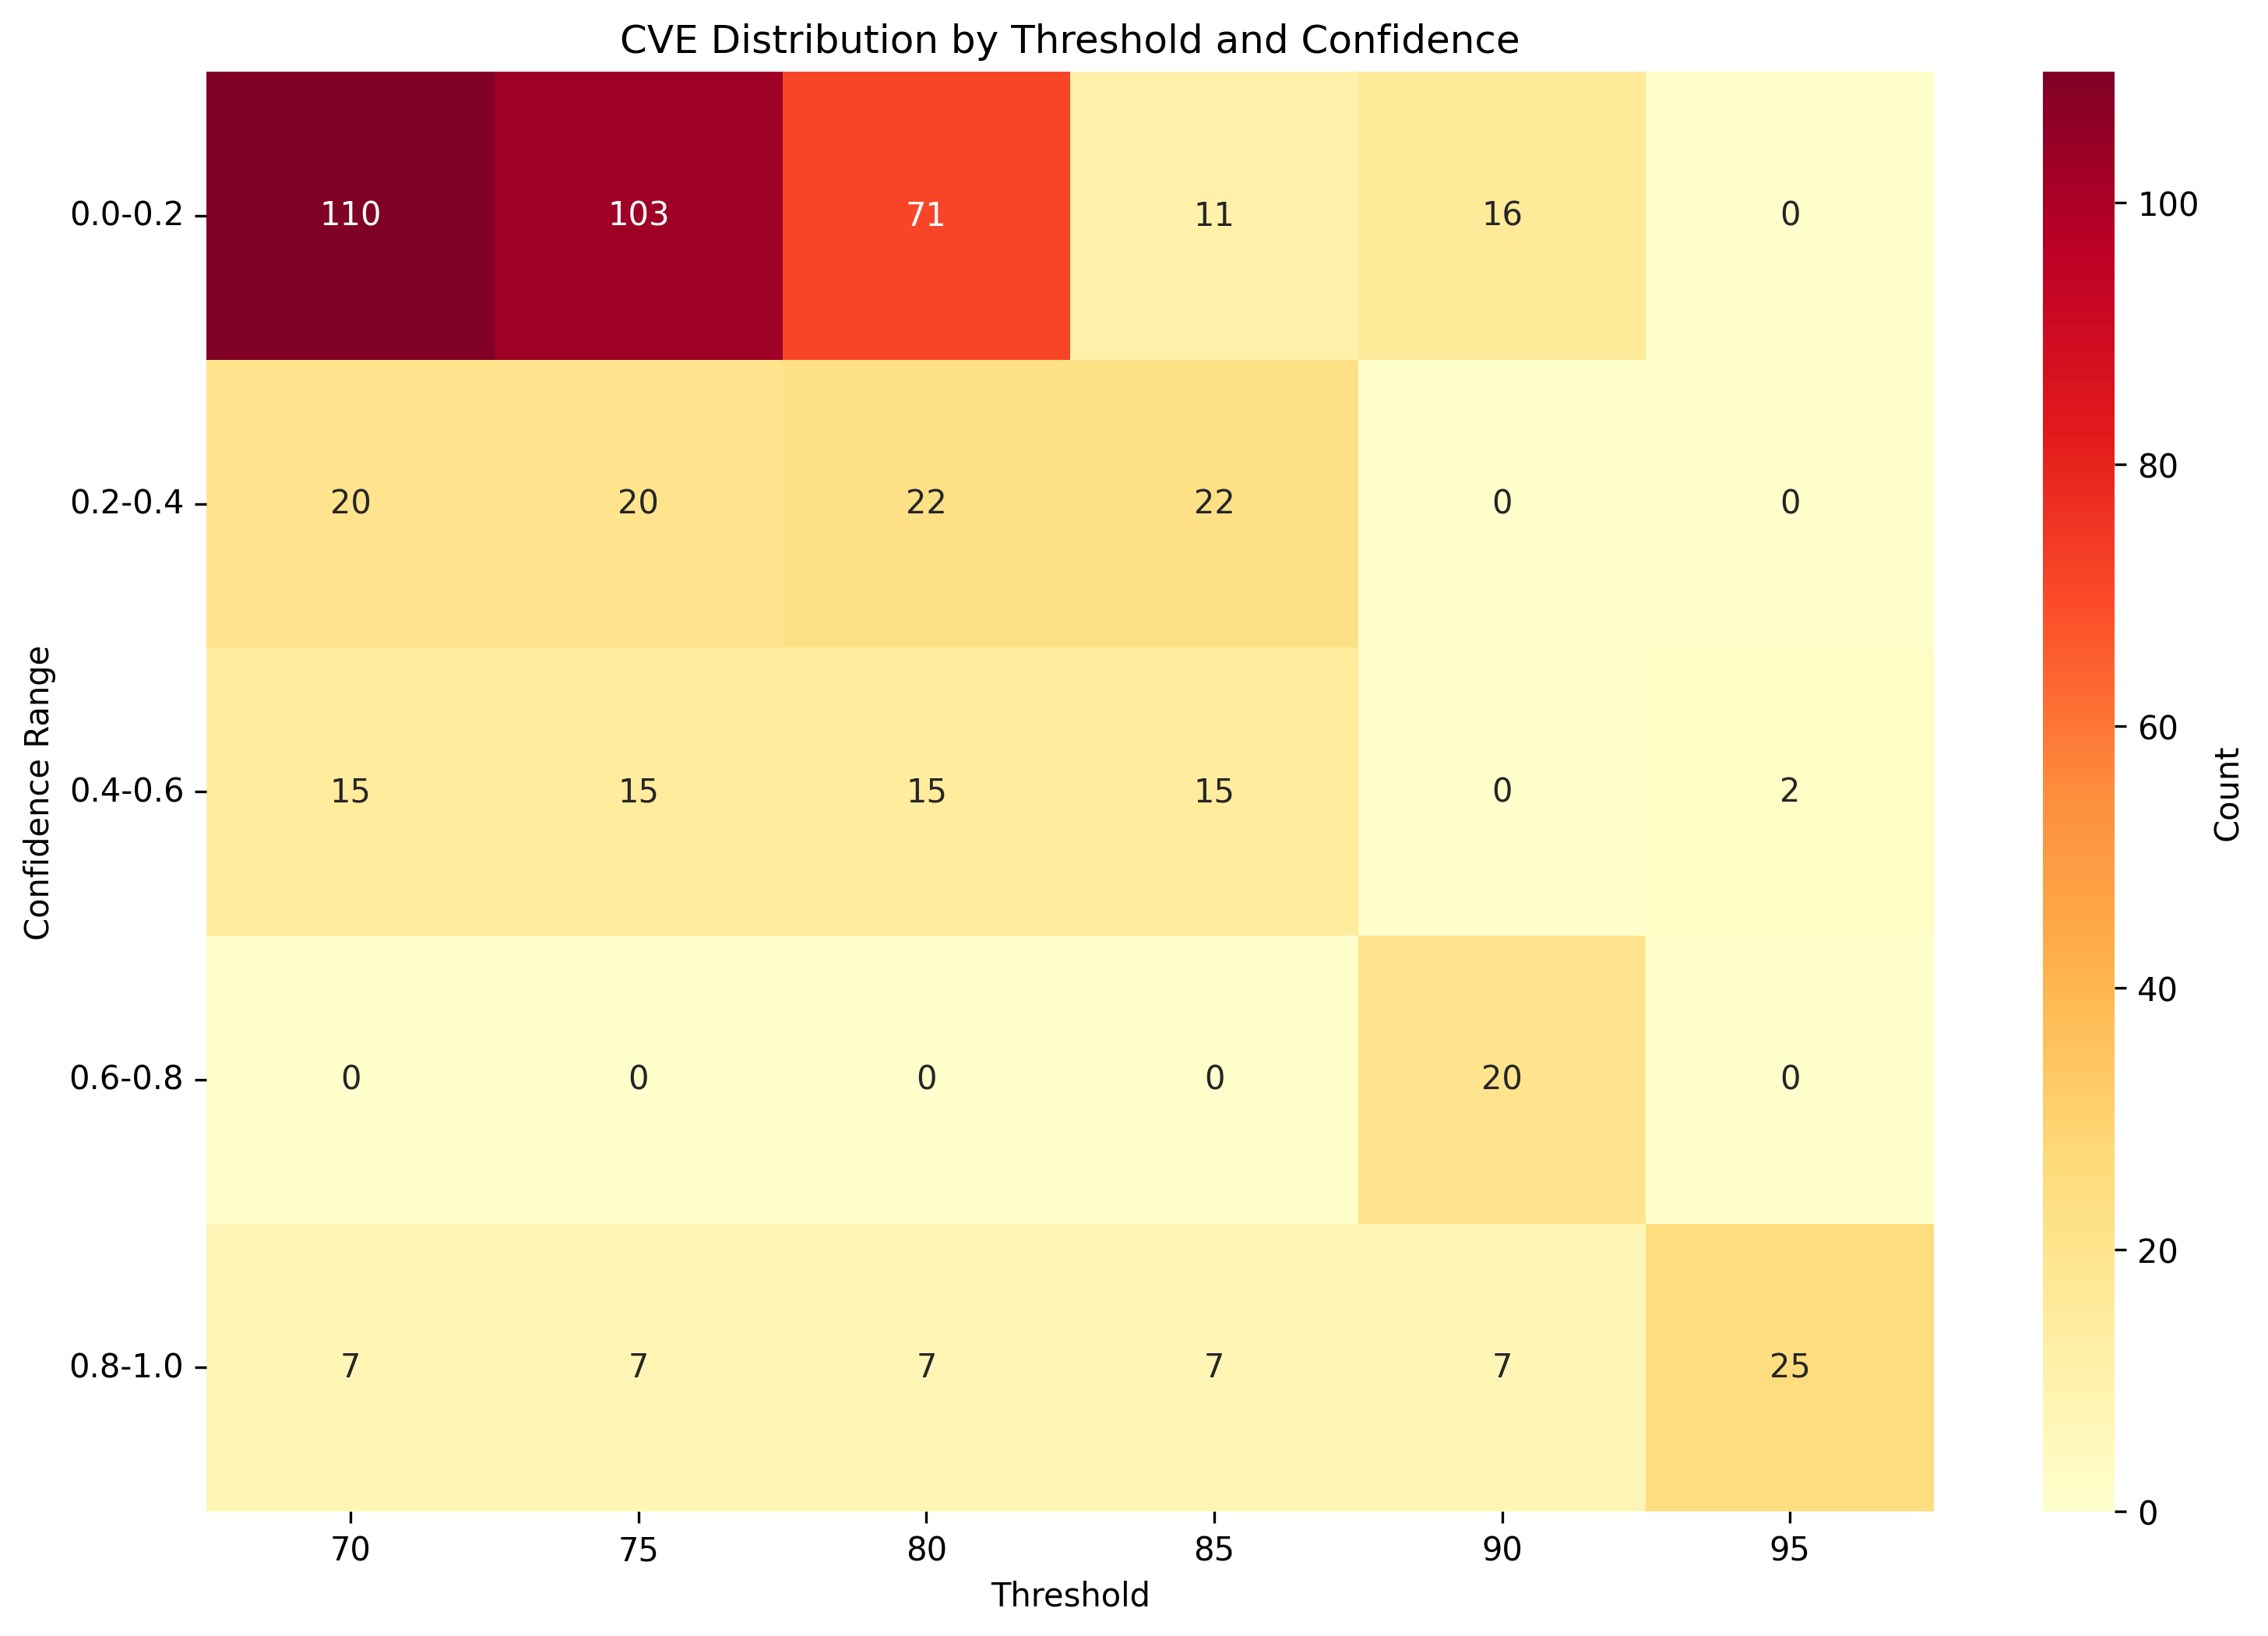 CVE Distribution by Threshold and Confidence
Confidence Range
0.0-0.2 110 103 71 11 16 0
0.2-0.4 20 20 22 22 0 0
0.4-0.6 15 15 15 15 0 2
0.6-0.8 0 0 0 0 20 0
0.8-1.0 7 7 7 7 7 25
70 75 80 85 90 95
Threshold
100
80
60
40
20
0
Count